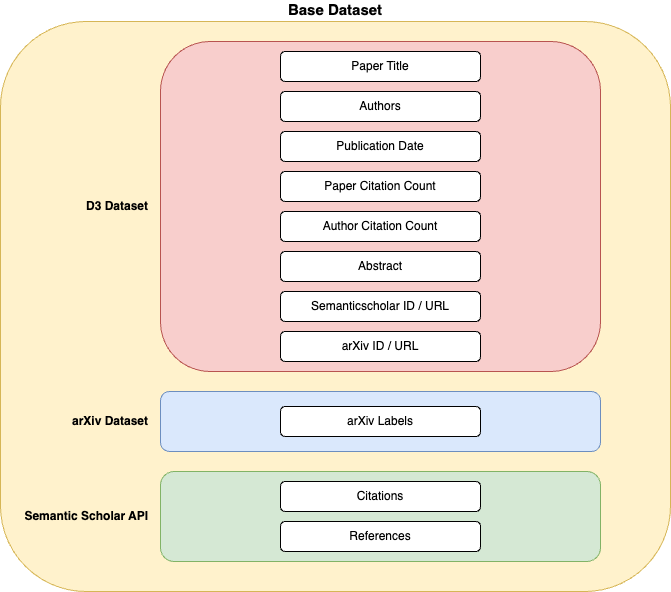 Base Dataset
Paper Title
Authors
Publication Date
Paper Citation Count
D3 Dataset
Author Citation Count
Abstract
Semanticscholar ID / URL
arXiv ID / URL
arXiv Dataset
arXiv Labels
Citations
Semantic Scholar API
References